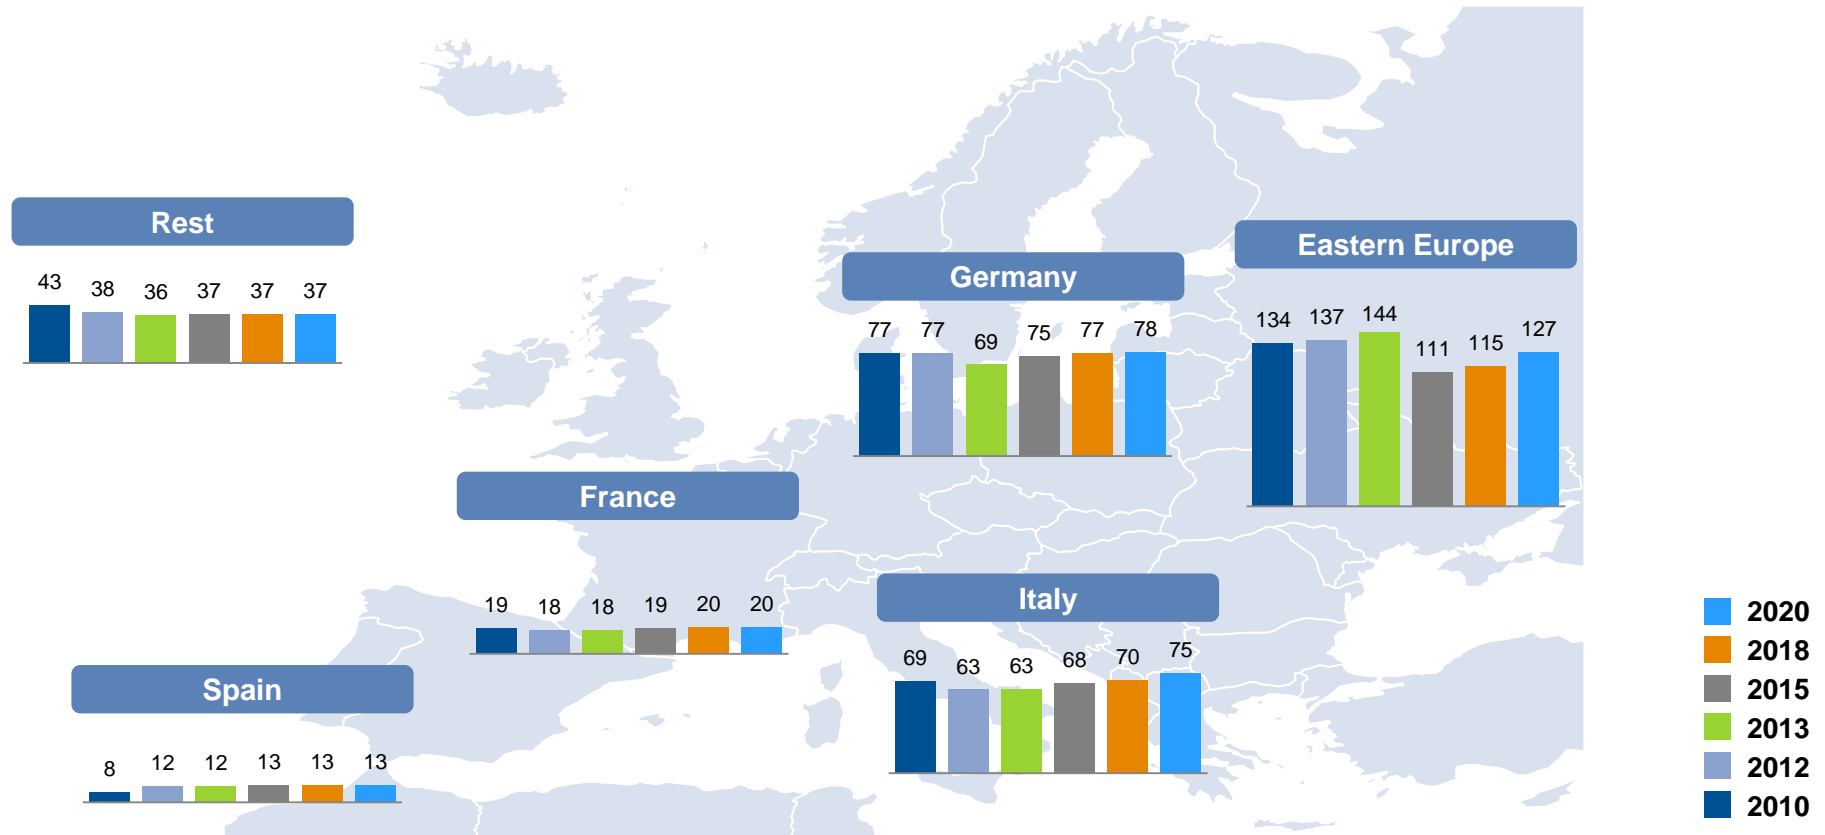 Rest
43 38 36 37 37 37
Germany
77 77 69 75 77 78
Eastern Europe
134 137 144 111 115 127
France
19 18 18 19 20 20
Italy
69 63 63 68 70 75
Spain
8 12 12 13 13 13
2020
2018
2015
2013
2012
2010